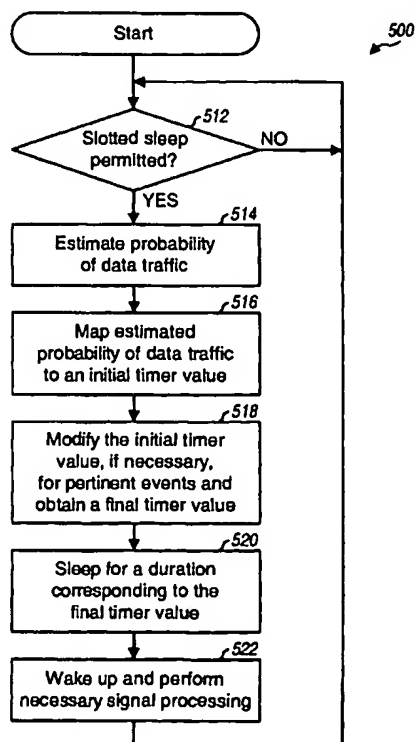 Start
500
512
Slotted sleep
permitted?
NO
YES
514
Estimate probability
of data traffic
516
Map estimated
probability of data traffic
to an initial timer value
518
Modify the initial timer
value, if necessary,
for pertinent events and
obtain a final timer value
520
Sleep for a duration
corresponding to the
final timer value
522
Wake up and perform
necessary signal processing